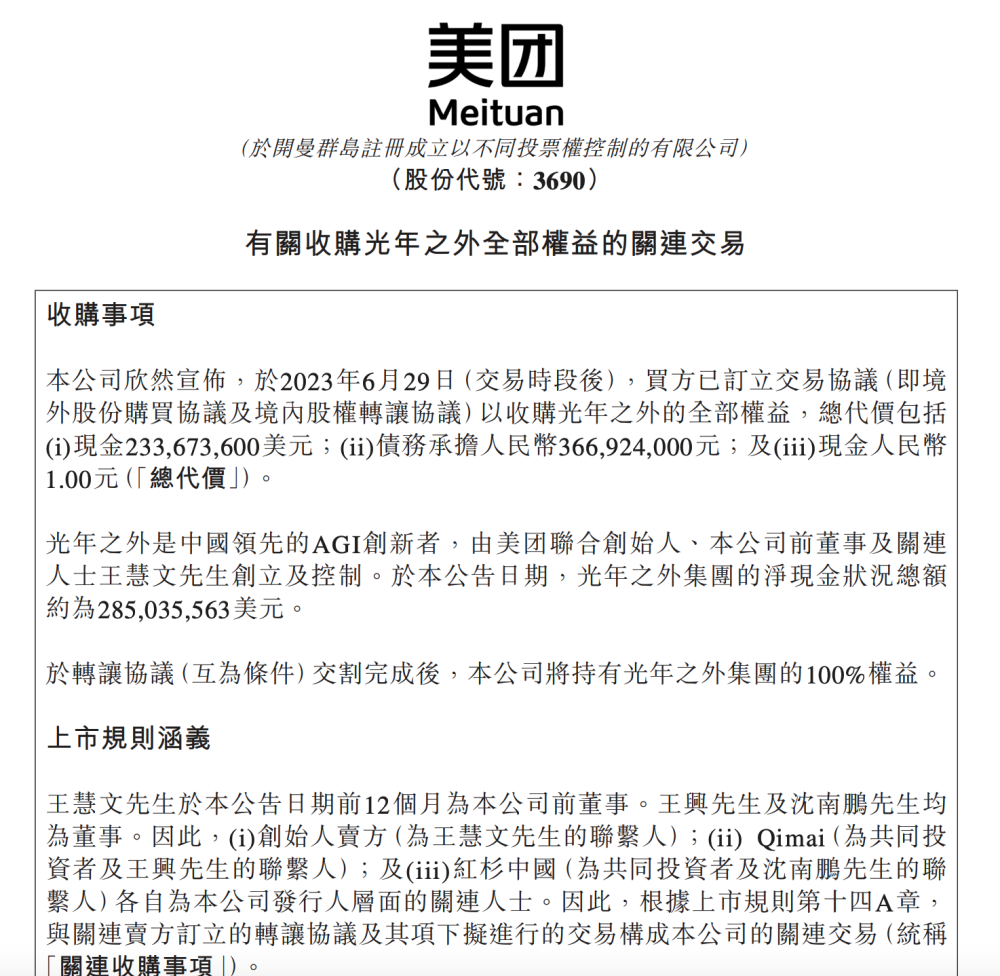 美团
Meituan
(於開曼群島註冊成立以不同投票權控制的有限公司)
（股份代號：3690）
有關收購光年之外全部權益的關連交易
收購事項
本公司欣然宣佈，於2023年6月29日(交易時段後)，買方已訂立交易協議(即境
外股份購買協議及境內股權轉讓協議)以收購光年之外的全部權益，總代價包括
(i)現金233,673,600美元；(ii)債務承擔人民幣366,924,000元；及(iii)現金人民幣
1.00元(「總代價」)。
光年之外是中國領先的AGI創新者，由美团聯合創始人、本公司前董事及關連
人士王慧文先生創立及控制。於本公告日期，光年之外集團的淨現金狀況總額
約為285,035,563美元。
於轉讓協議(互為條件)交割完成後，本公司將持有光年之外集團的100%權益。
上市規則涵義
王慧文先生於本公告日期前12個月為本公司前董事。王興先生及沈南鵬先生均
為董事。因此，(i)創始人賣方(為王慧文先生的聯繫人)；(ii) Qimai(為共同投
資者及王興先生的聯繫人)；及(iii)紅杉中國(為共同投資者及沈南鵬先生的聯
繫人)各自為本公司發行人層面的關連人士。因此，根據上市規則第十四A章，
與關連賣方訂立的轉讓協議及其項下擬進行的交易構成本公司的關連交易(統稱
「關連收購事項」)。